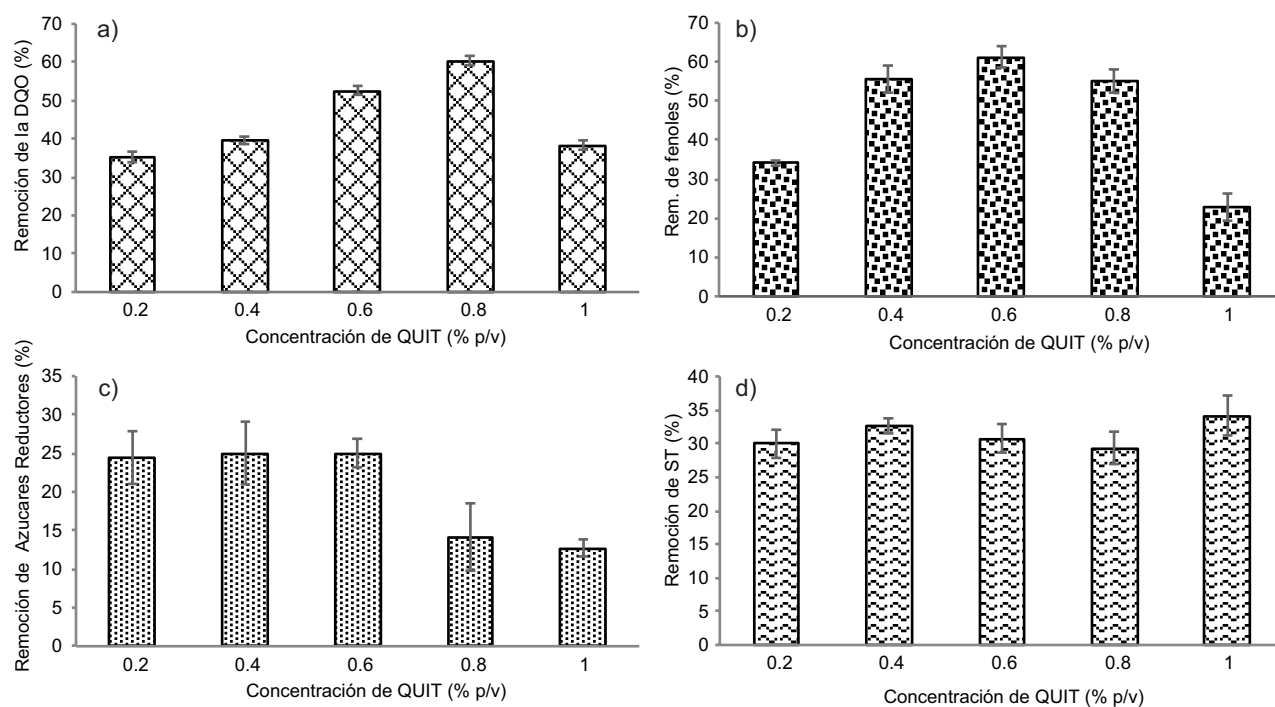 a)
Remoción de la DQO (%)
70
60
50
40
30
20
10
0
0.2 0.4 0.6 0.8 1
Concentración de QUIT (% p/v)
b)
Rem. de fenoles (%)
70
60
50
40
30
20
10
0
0.2 0.4 0.6 0.8 1
Concentración de QUIT (% p/v)
c)
Remoción de Azucares Reductores (%)
35
30
25
20
15
10
5
0
0.2 0.4 0.6 0.8 1
Concentración de QUIT (% p/v)
d)
Remoción de ST (%)
40
35
30
25
20
15
10
5
0
0.2 0.4 0.6 0.8 1
Concentración de QUIT (% p/v)